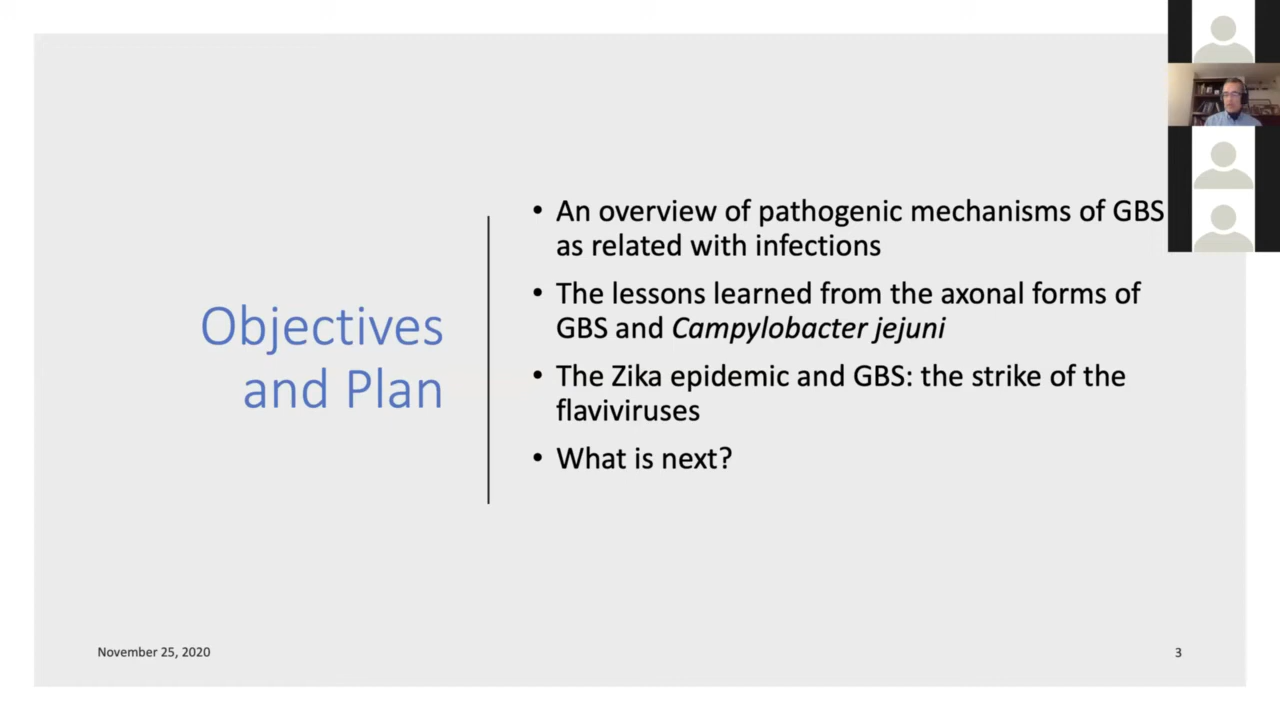 Objectives
and Plan
• An overview of pathogenic mechanisms of GBS
as related with infections
• The lessons learned from the axonal forms of
GBS and Campylobacter jejuni
• The Zika epidemic and GBS: the strike of the
flaviviruses
• What is next?
November 25, 2020
3